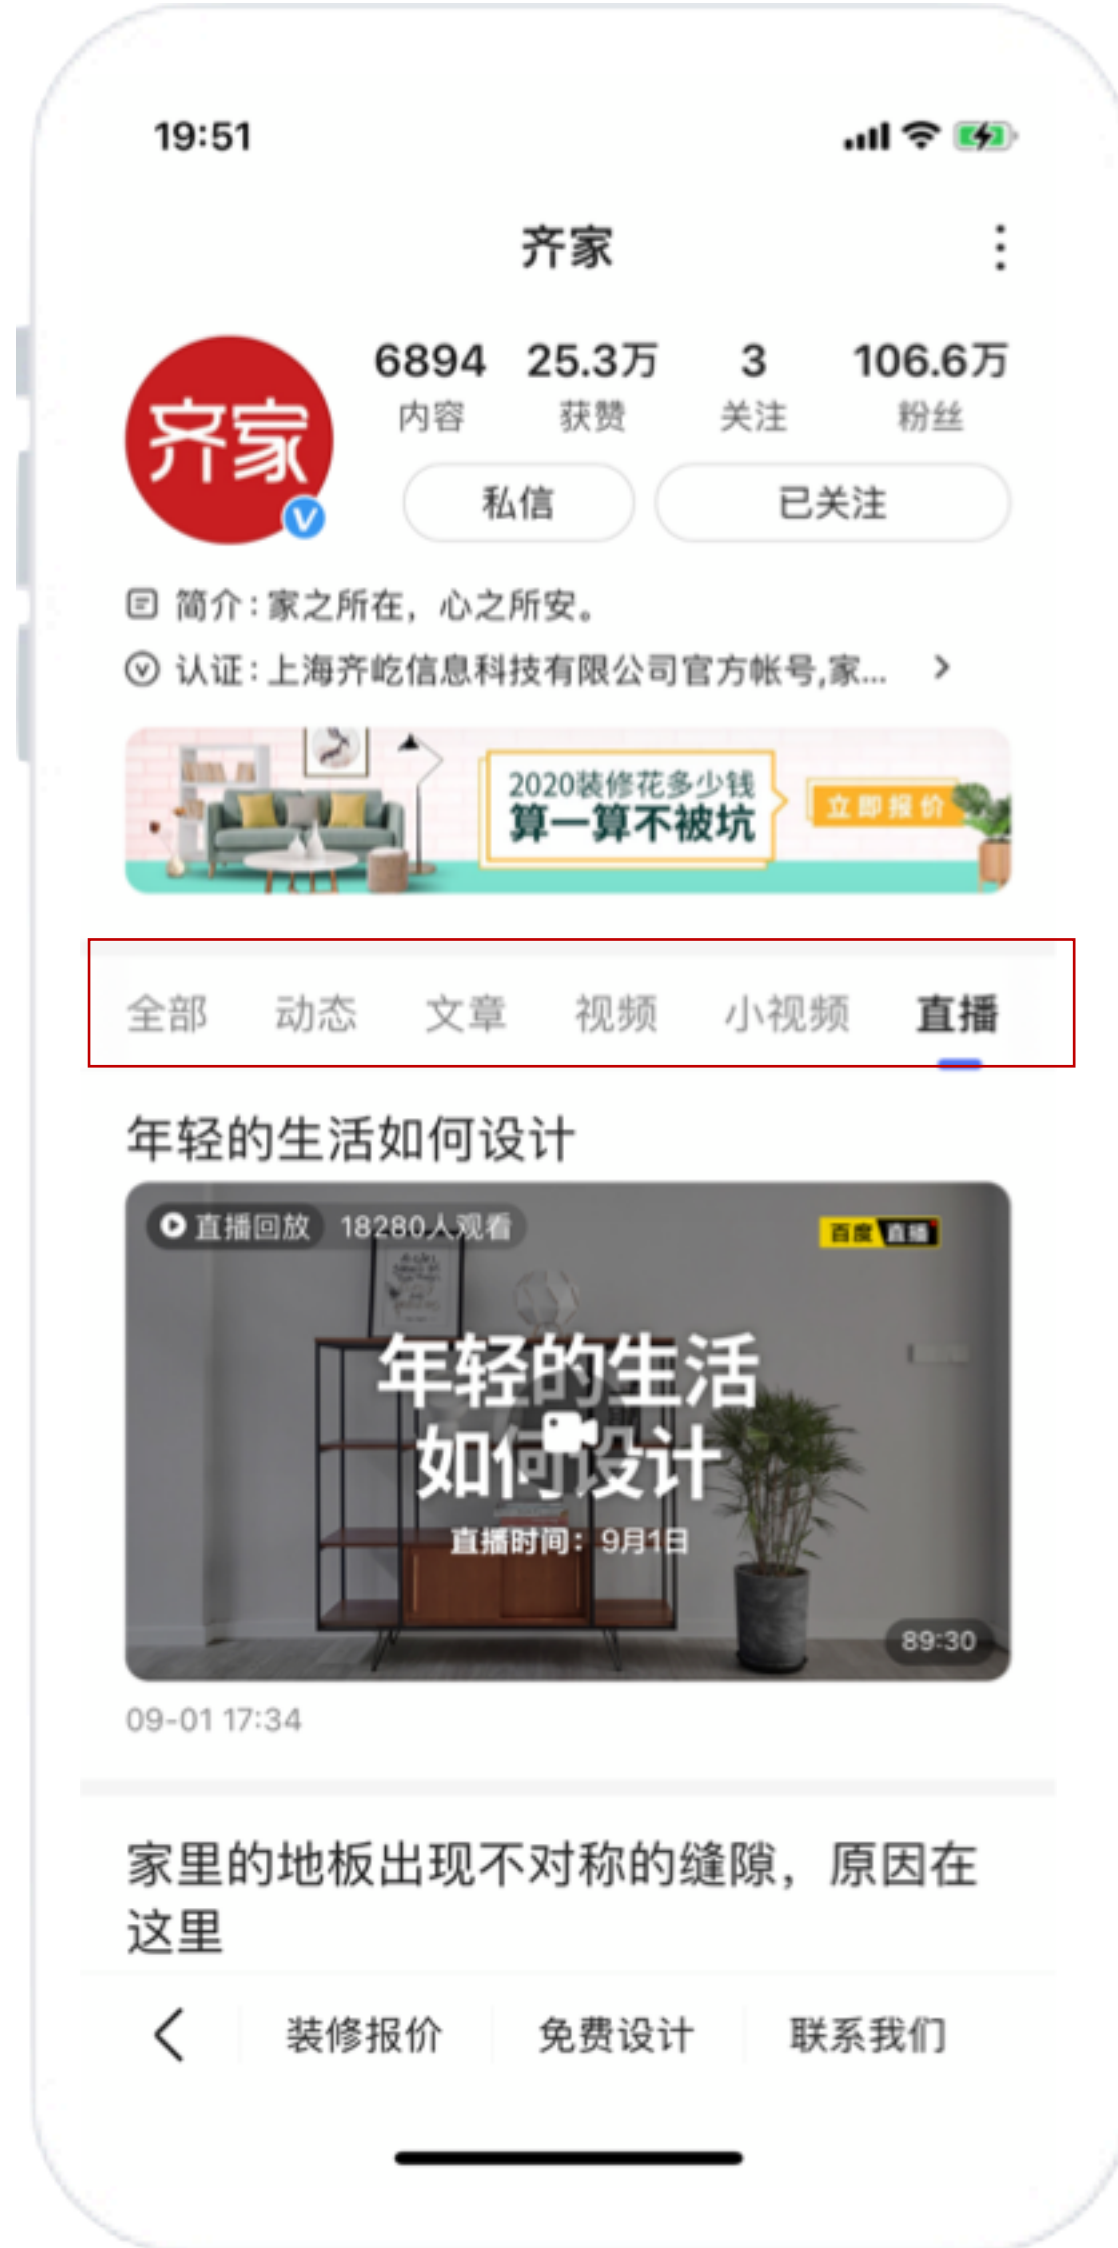 19:51
齐家
齐家
6894 25.3万 3 106.6万
内容 获赞 关注 粉丝
私信 已关注
简介:家之所在，心之所安。
认证:上海齐屹信息科技有限公司官方帐号,家...
2020装修花多少钱
算一算不被坑
立即报价
全部 动态 文章 视频 小视频 直播
年轻的生活如何设计
直播回放 18280人观看
百度 直播
年轻的生活
如何设计
直播时间：9月1日
89:30
09-01 17:34
家里的地板出现不对称的缝隙，原因在
这里
装修报价 免费设计 联系我们